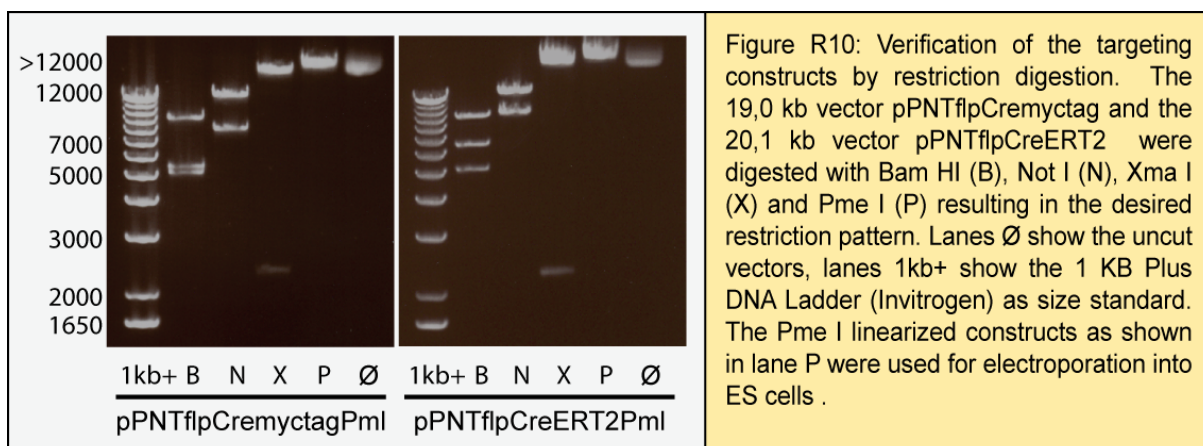 >12000
12000
7000
5000
3000
2000
1650
1kb+ B N X P Ø
pPNTflpCremyctagPmI
1kb+ B N X P Ø
pPNTflpCreERT2PmI
Figure R10: Verification of the targeting
constructs by restriction digestion. The
19,0 kb vector pPNTflpCremyctag and the
20,1 kb vector pPNTflpCreERT2 were
digested with Bam HI (B), Not I (N), Xma I
(X) and Pme I (P) resulting in the desired
restriction pattern. Lanes Ø show the uncut
vectors, lanes 1kb+ show the 1 KB Plus
DNA Ladder (Invitrogen) as size standard.
The Pme I linearized constructs as shown
in lane P were used for electroporation into
ES cells .